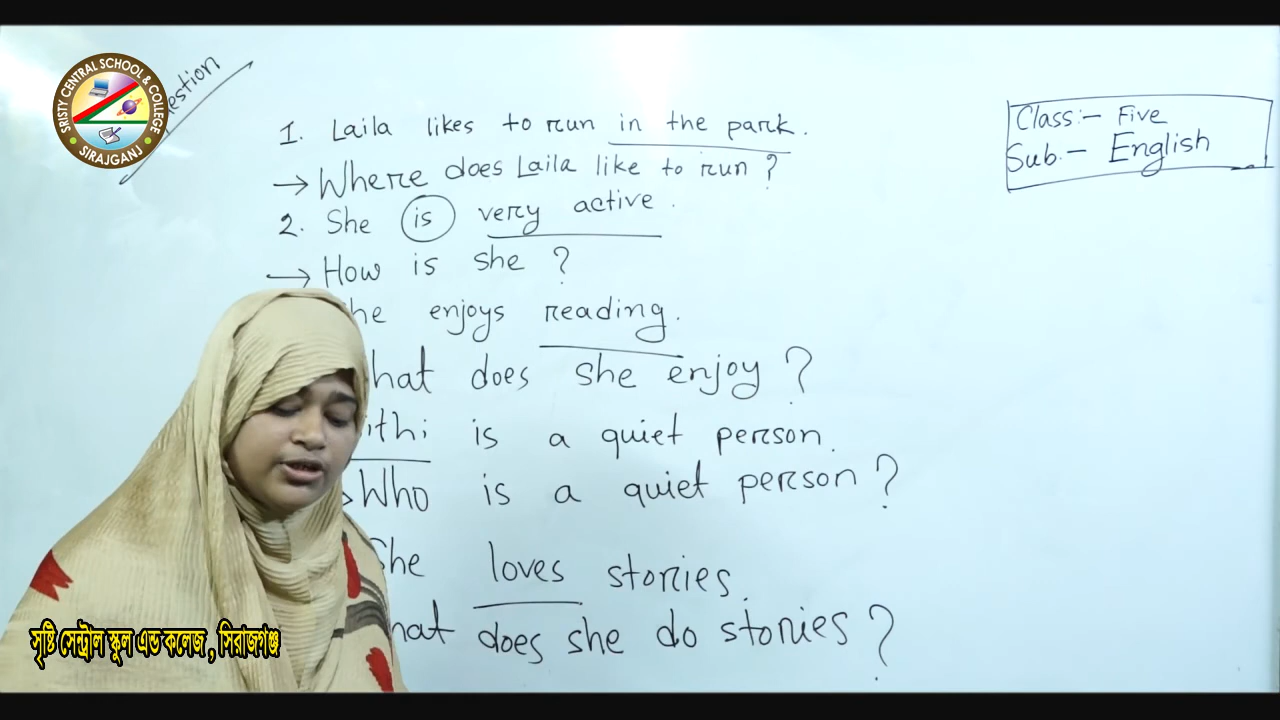 SRISTY CENTRAL SCHOOL & COLLEGE
SIRAJGANJ
estion
Class:- Five
Sub.- English
1. Laila likes to run in the park.
→ Where does Laila like to run?
2. She is very active.
→ How is she?
he enjoys reading.
hat does she enjoy?
ithi is a quiet person.
Who is a quiet person?
She loves stories.
hat does she do stories?
সৃষ্টি সেন্ট্রাল স্কুল এন্ড কলেজ, সিরাজগঞ্জ